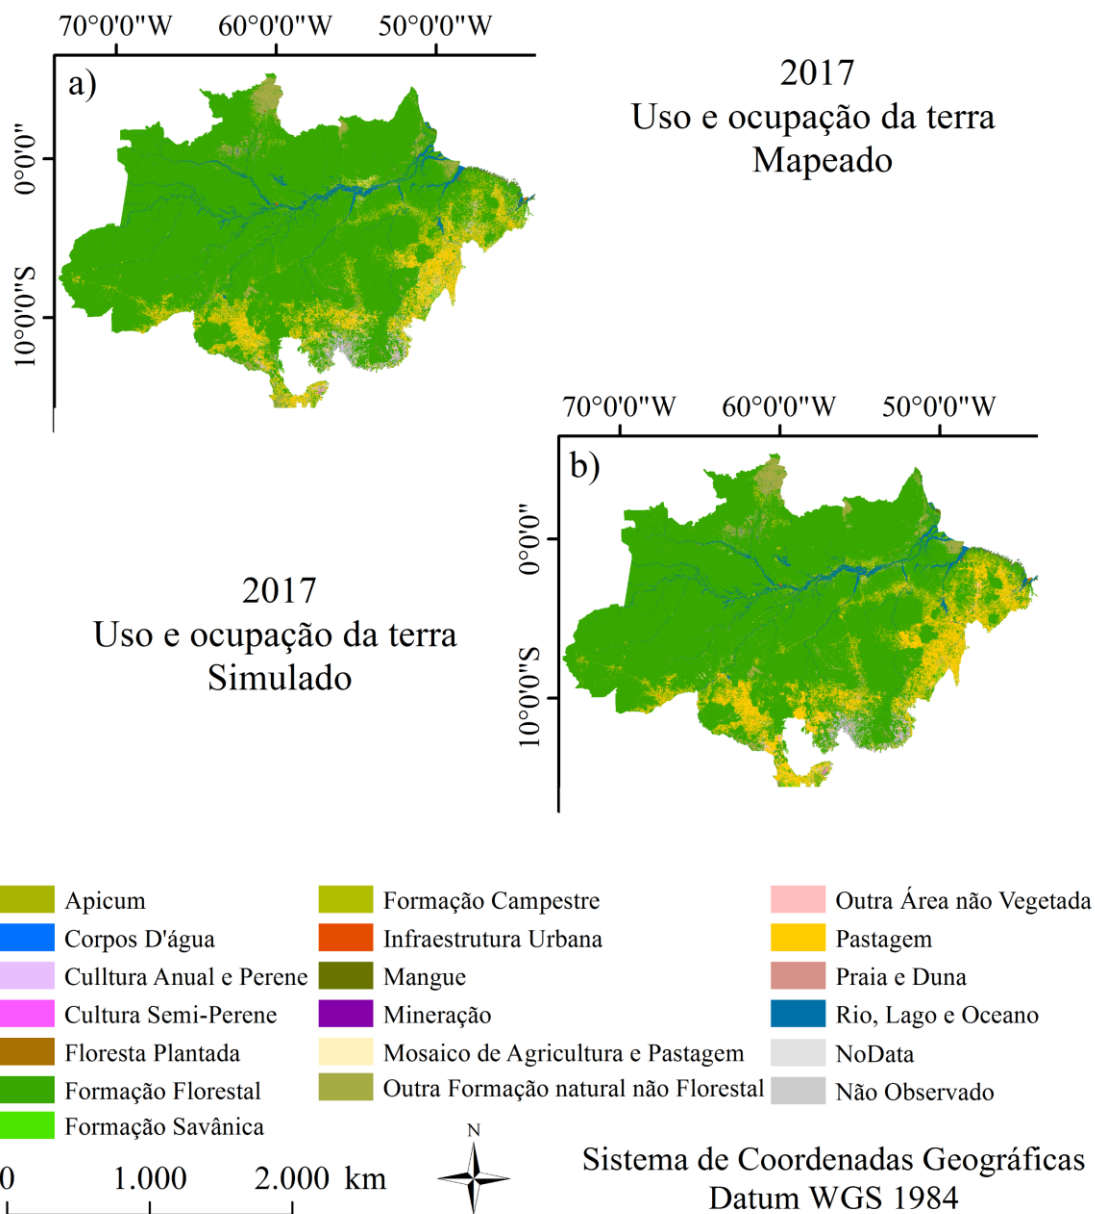 70°0'0"W 60°0'0"W 50°0'0"W
a)
0°0'0"
10°0'0"S
2017
Uso e ocupação da terra
Mapeado
70°0'0"W 60°0'0"W 50°0'0"W
b)
0°0'0"
10°0'0"S
2017
Uso e ocupação da terra
Simulado
Apicum
Corpos D'água
Culltura Anual e Perene
Cultura Semi-Perene
Floresta Plantada
Formação Florestal
Formação Savânica
Formação Campestre
Infraestrutura Urbana
Mangue
Mineração
Mosaico de Agricultura e Pastagem
Outra Formação natural não Florestal
Outra Área não Vegetada
Pastagem
Praia e Duna
Rio, Lago e Oceano
NoData
Não Observado
0 1.000 2.000 km
N
Sistema de Coordenadas Geográficas
Datum WGS 1984